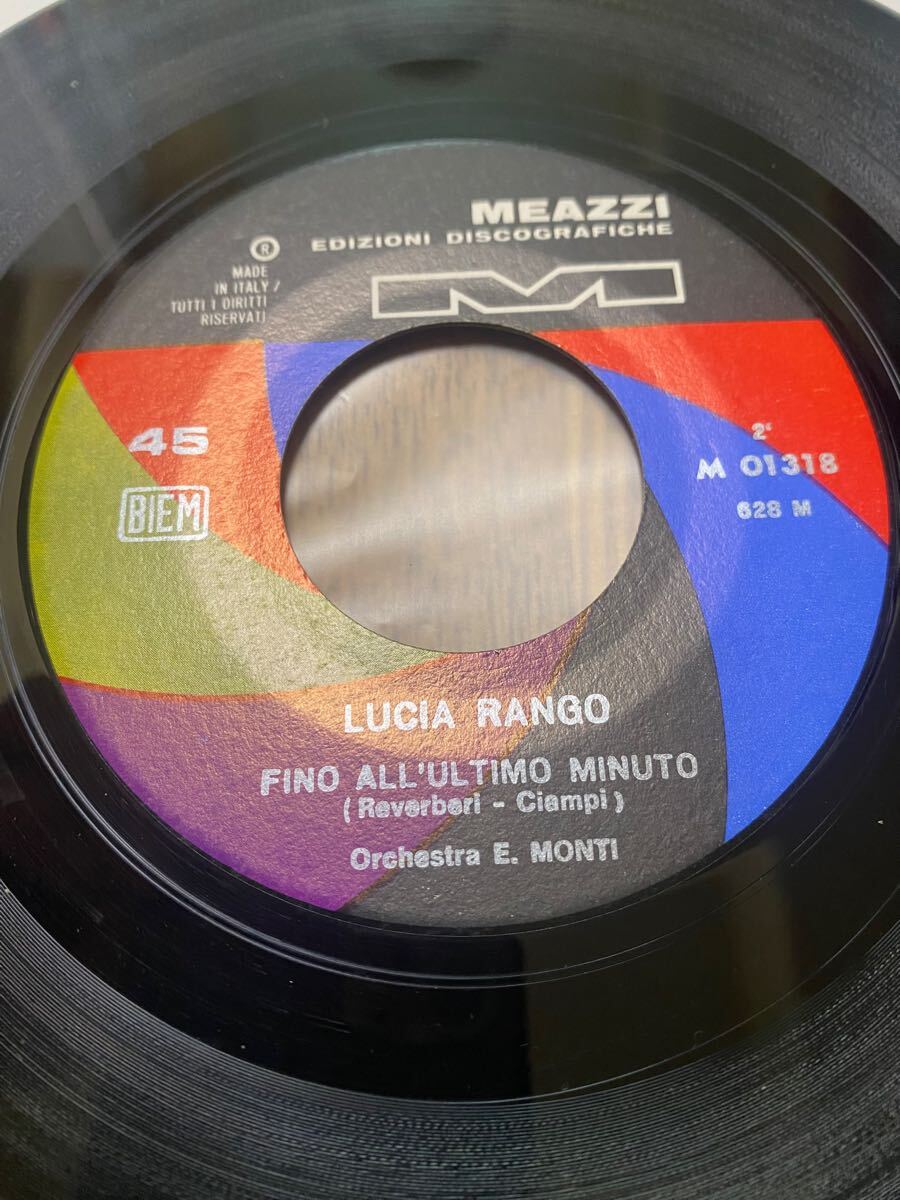 MEAZZI
EDIZIONI DISCOGRAFICHE
®
MADE
IN ITALY /
TUTTI I DIRITTI
RISERVATI
M
45
BIEM
2ª
M 01318
628 M
LUCIA RANGO
FINO ALL'ULTIMO MINUTO
(Reverberi - Ciampi)
Orchestra E. MONTI